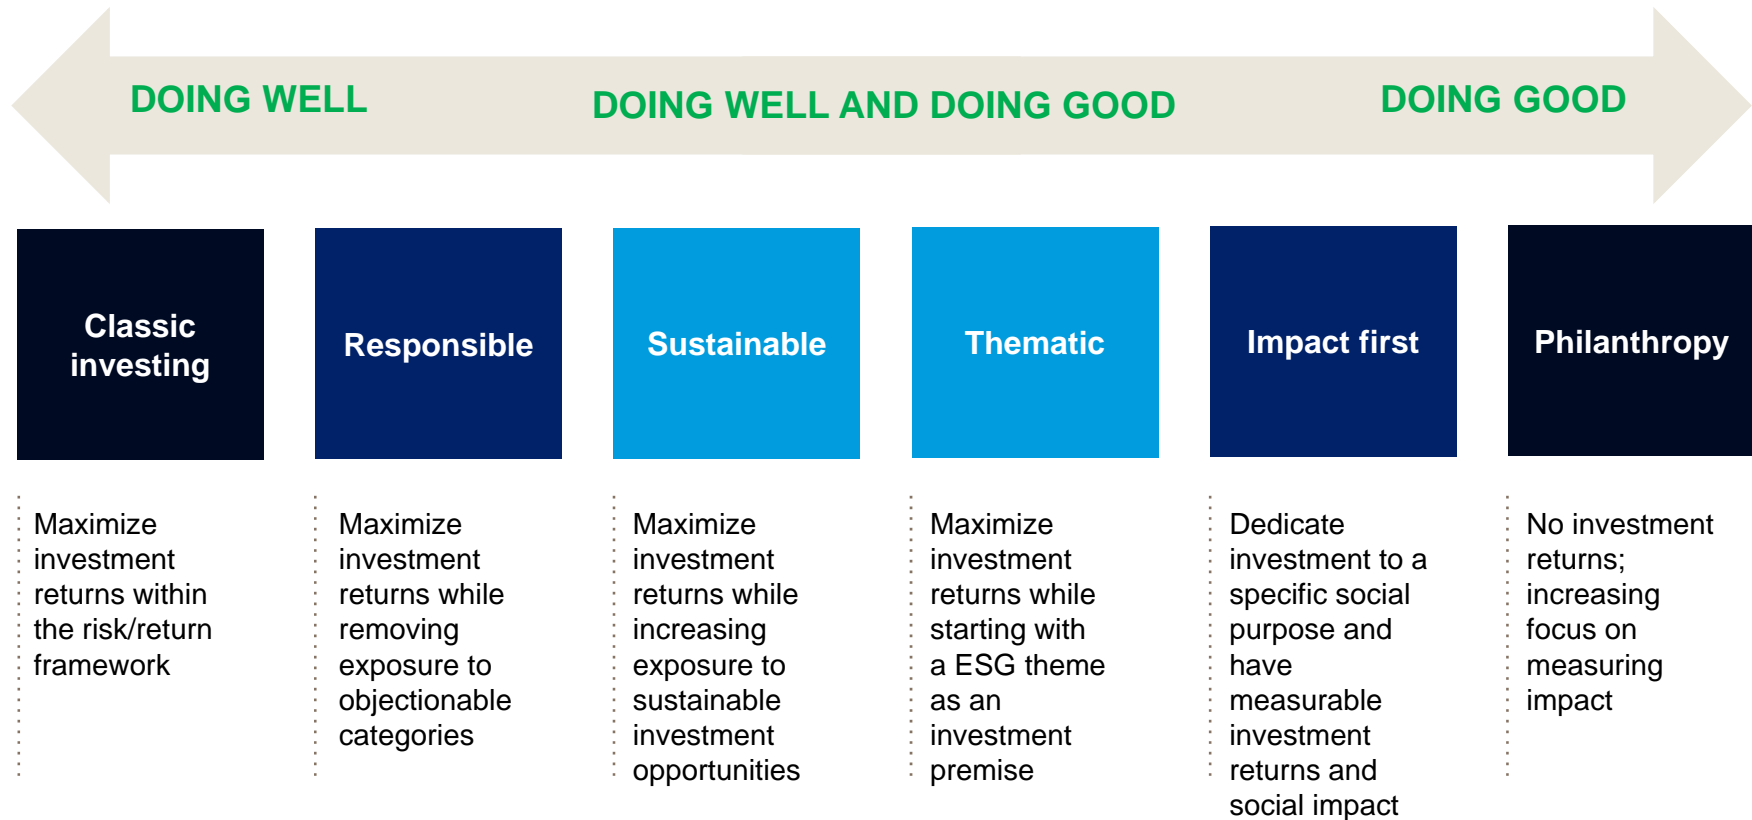 DOING WELL
DOING WELL AND DOING GOOD
DOING GOOD
Classic
investing
Responsible
Sustainable
Thematic
Impact first
Philanthropy
Maximize
investment
returns within
the risk/return
framework
Maximize
investment
returns while
removing
exposure to
objectionable
categories
Maximize
investment
returns while
increasing
exposure to
sustainable
investment
opportunities
Maximize
investment
returns while
starting with
a ESG theme
as an
investment
premise
Dedicate
investment to a
specific social
purpose and
have
measurable
investment
returns and
social impact
No investment
returns;
increasing
focus on
measuring
impact